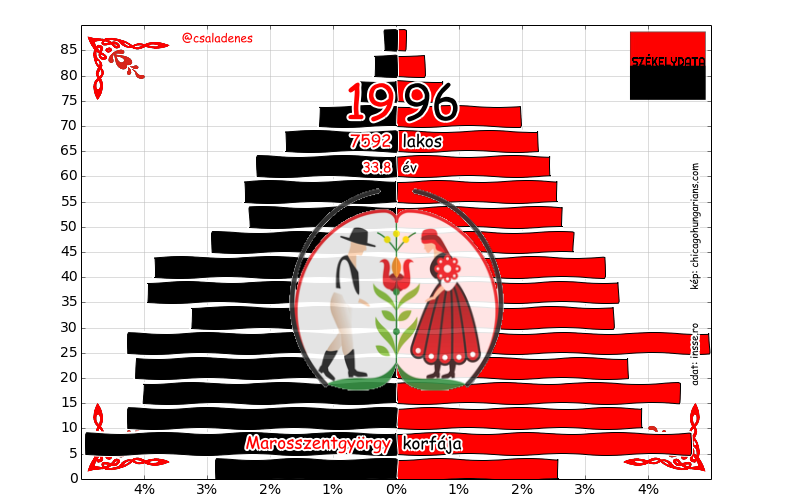 @csaladenes
SZÉKELYDATA
1996
7592 lakos
33.8 év
Marosszentgyörgy korfája
kép: chicagohungarians.com
adat: insse.ro
85
80
75
70
65
60
55
50
45
40
35
30
25
20
15
10
5
0
4% 3% 2% 1% 0% 1% 2% 3% 4%